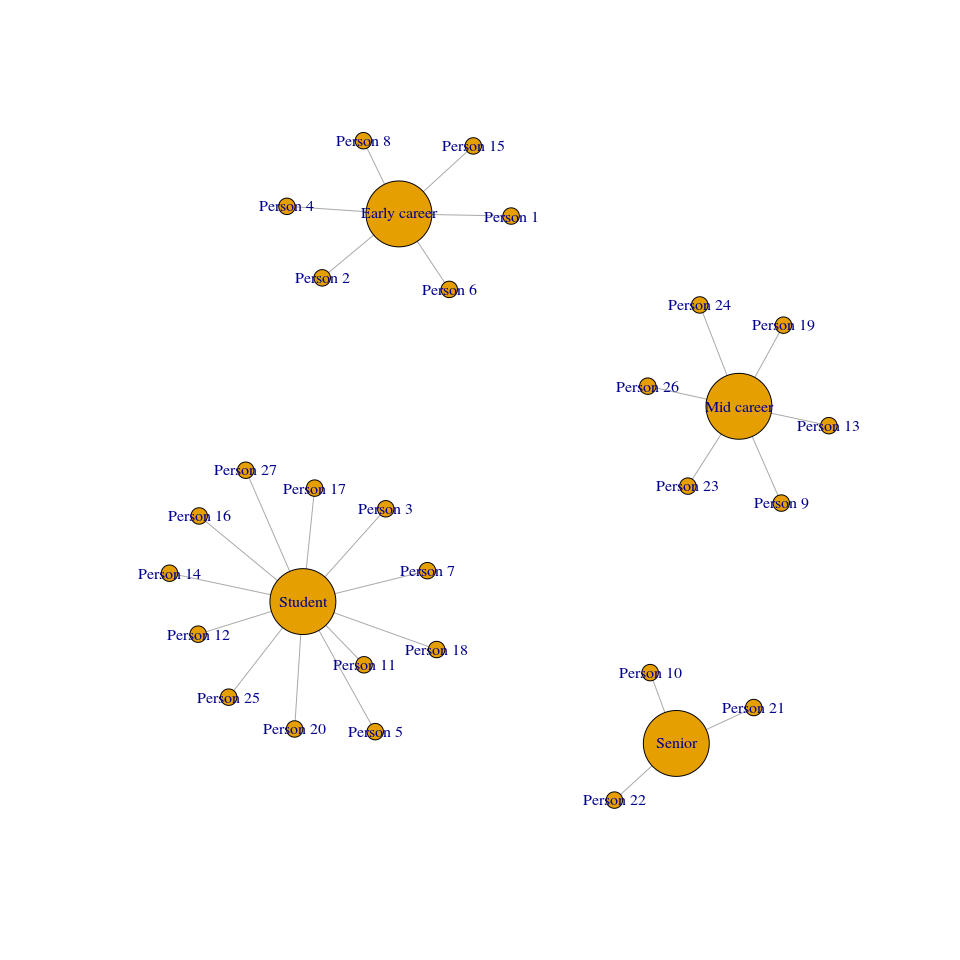 Person 8
Person 15
Person 4
Early career
Person 1
Person 2
Person 6
Person 24
Person 19
Person 26
Mid career
Person 13
Person 23
Person 9
Person 27
Person 17
Person 3
Person 16
Person 14
Person 7
Student
Person 12
Person 18
Person 11
Person 25
Person 20
Person 5
Person 10
Person 21
Senior
Person 22